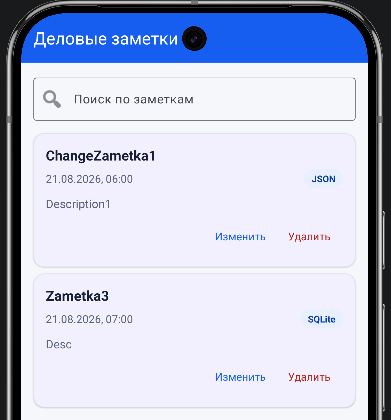 Деловые заметки
Поиск по заметкам
ChangeZametka1
21.08.2026, 06:00 JSON
Description1
Изменить Удалить
Zametka3
21.08.2026, 07:00 SQLite
Desc
Изменить Удалить